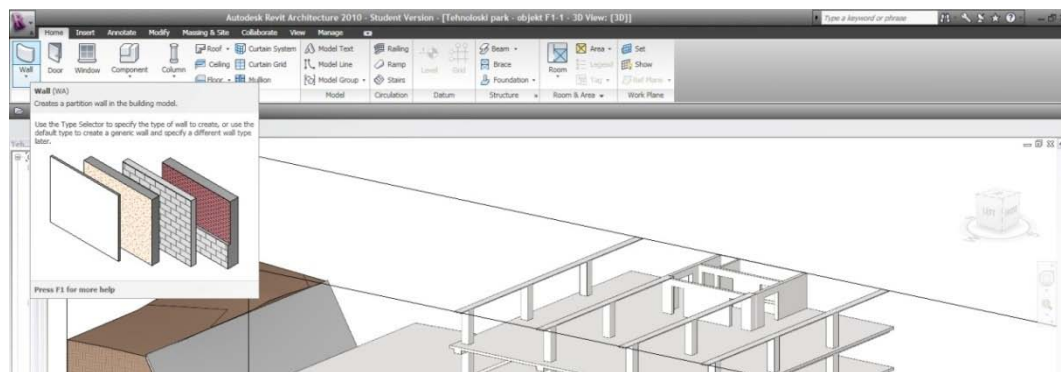 Autodesk Revit Architecture 2010 - Student Version - [Tehnoloski park - objekt F1-1 - 3D View: {3D}]
Type a keyword or phrase
Home Insert Annotate Modify Massing & Site Collaborate View Manage
Roof Curtain System Model Text Railing Beam Area Set
Wall Door Window Component Column Ceiling Curtain Grid Model Line Ramp Level Grid Brace Room Legend Show
Floor Mullion Model Group Stairs Foundation Tag Ref Plane
Model Circulation Datum Structure Room & Area Work Plane
Wall (WA)
Creates a partition wall in the building model.
Use the Type Selector to specify the type of wall to create, or use the
default type to create a generic wall and specify a different wall type
later.
Press F1 for more help
LEFT